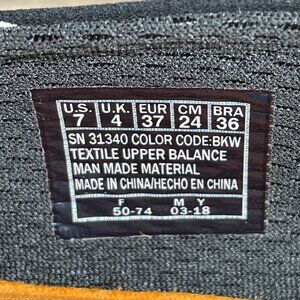 U.S. U.K. EUR CM BRA
7 4 37 24 36
SN 31340 COLOR CODE:BKW
TEXTILE UPPER BALANCE
MAN MADE MATERIAL
MADE IN CHINA/HECHO EN CHINA
F M Y
50-74 03-18